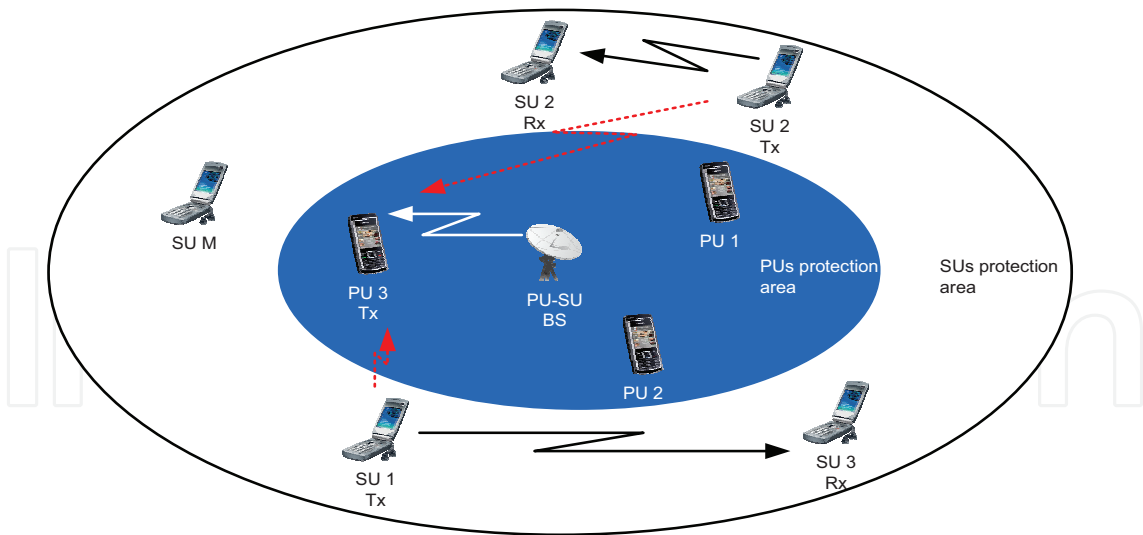 SU 2
Rx
SU 2
Tx
SU M
PU 1
PU 3
Tx
PU-SU
BS
PUs protection
area
SUs protection
area
PU 2
SU 1
Tx
SU 3
Rx